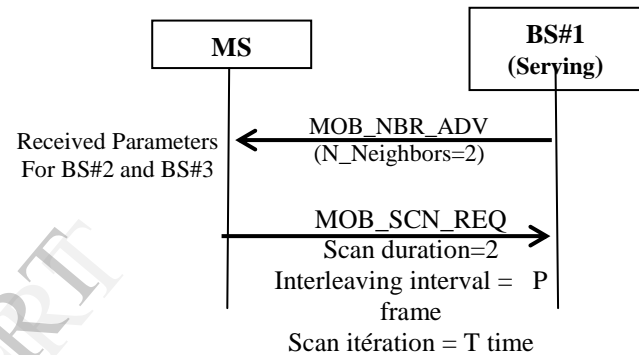 MS
BS#1
(Serving)
MOB_NBR_ADV
(N_Neighbors=2)
Received Parameters
For BS#2 and BS#3
MOB_SCN_REQ
Scan duration=2
Interleaving interval = P
frame
Scan itération = T time
RT